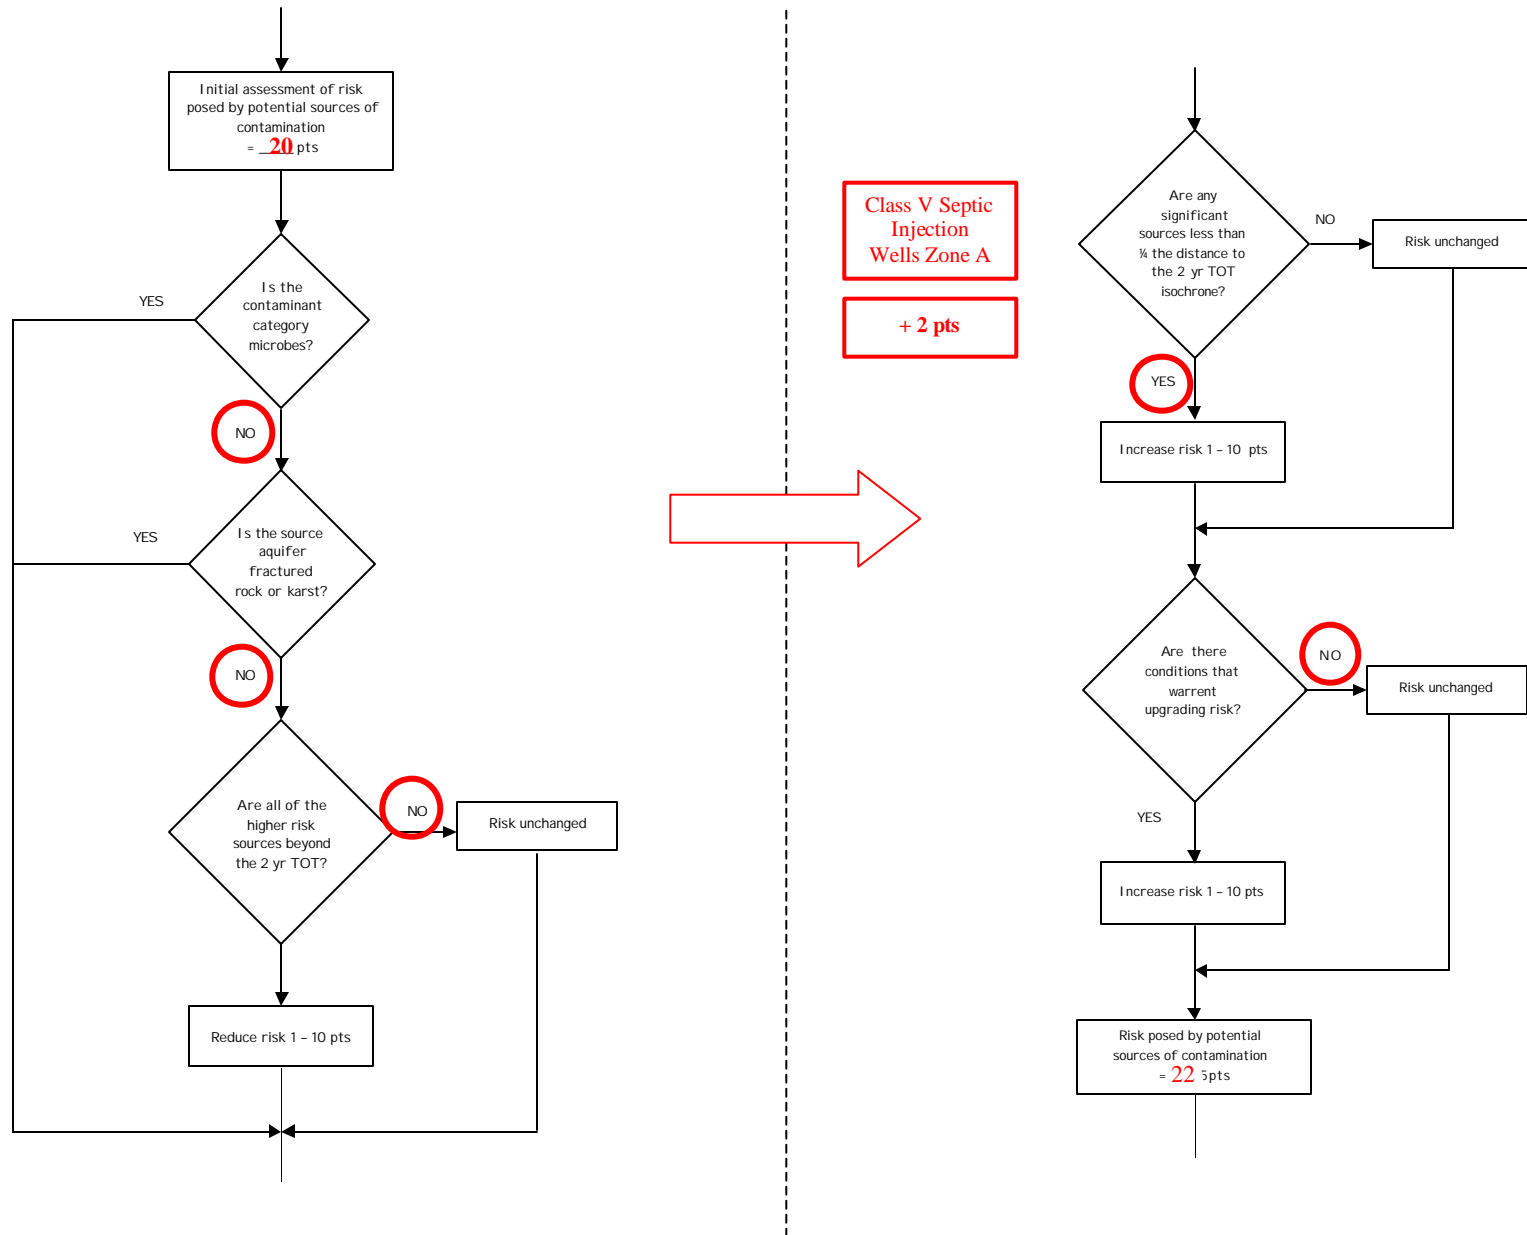 Initial assessment of risk
posed by potential sources of
contamination
= 20 pts
Is the
contaminant
category
microbes?
YES
NO
Is the source
aquifer
fractured
rock or karst?
YES
NO
Are all of the
higher risk
sources beyond
the 2 yr TOT?
NO
Risk unchanged
Reduce risk 1 – 10 pts
Class V Septic
Injection
Wells Zone A
+ 2 pts
Are any
significant
sources less than
¼ the distance to
the 2 yr TOT
isochrone?
NO
Risk unchanged
YES
Increase risk 1 – 10 pts
Are there
conditions that
warrent
upgrading risk?
NO
Risk unchanged
YES
Increase risk 1 – 10 pts
Risk posed by potential
sources of contamination
= 22 pts